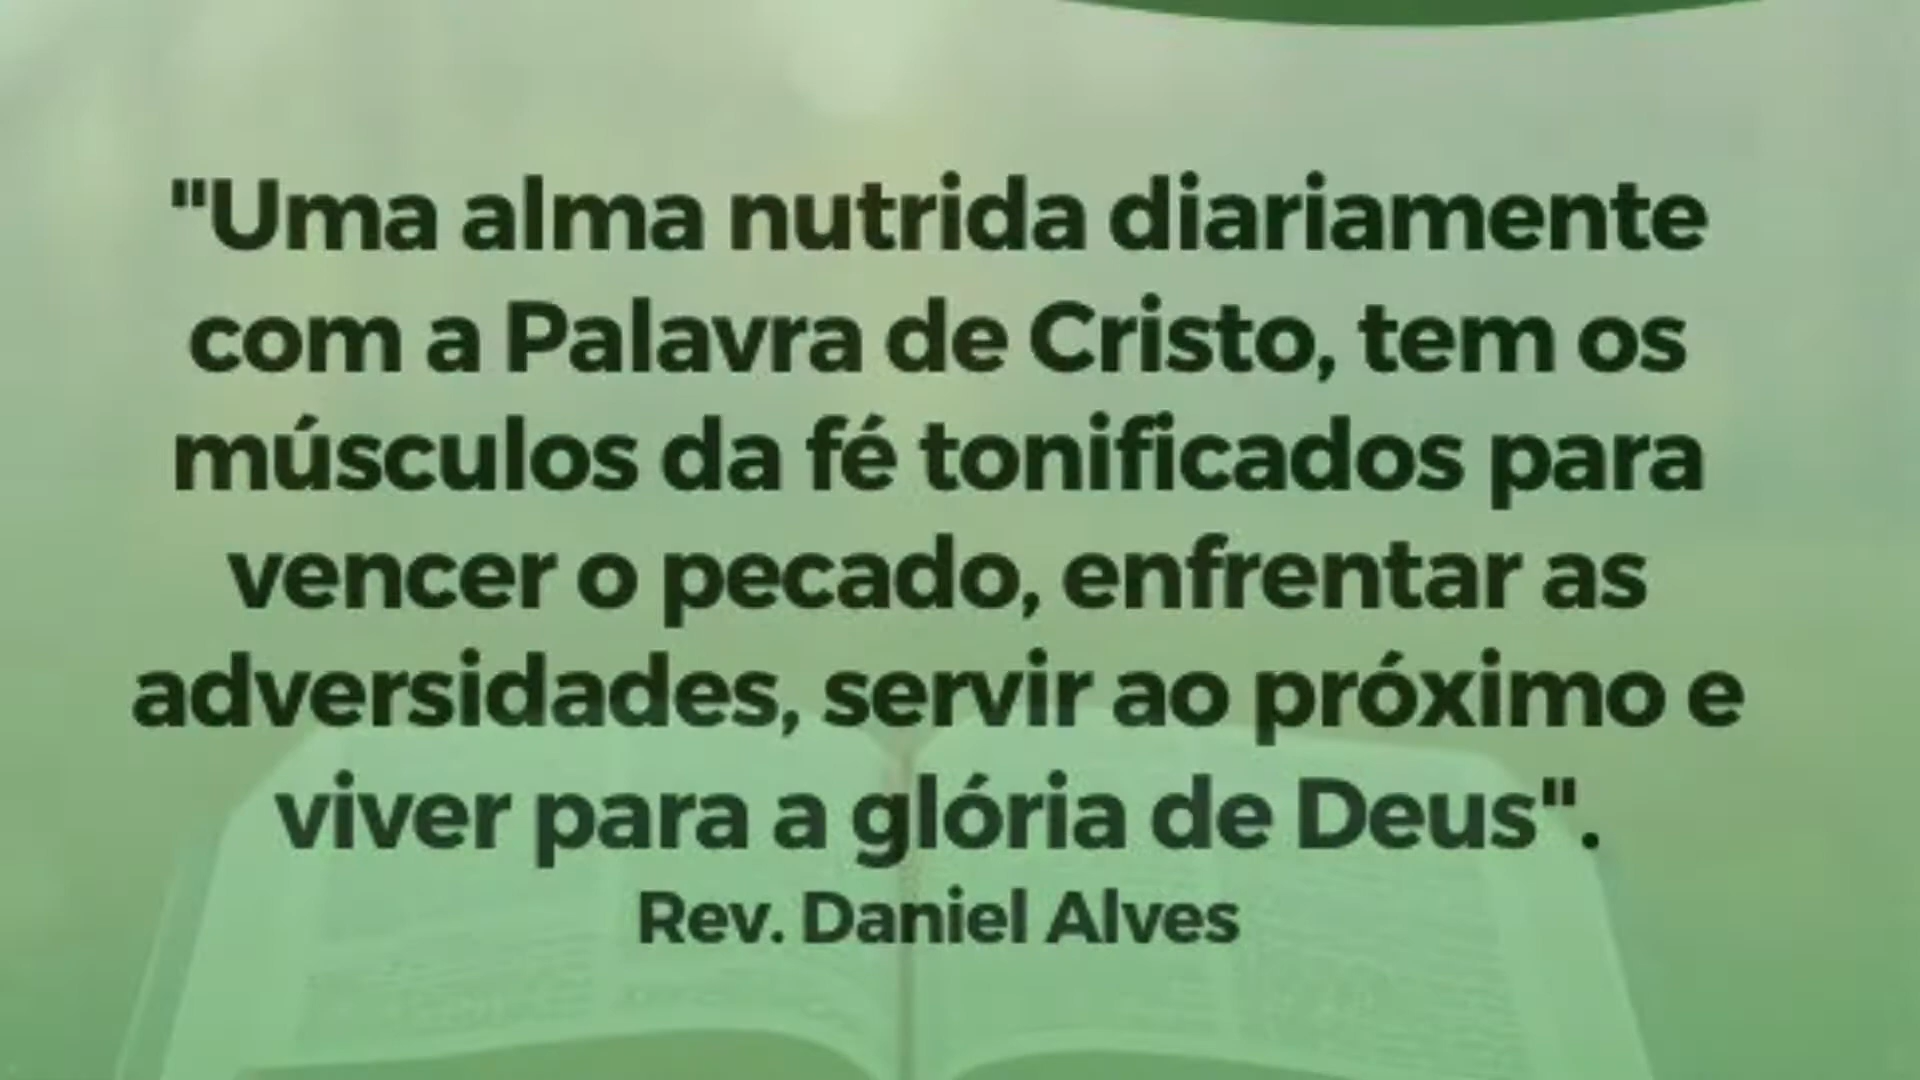 "Uma alma nutrida diariamente
com a Palavra de Cristo, tem os
músculos da fé tonificados para
vencer o pecado, enfrentar as
adversidades, servir ao próximo e
viver para a glória de Deus".
Rev. Daniel Alves